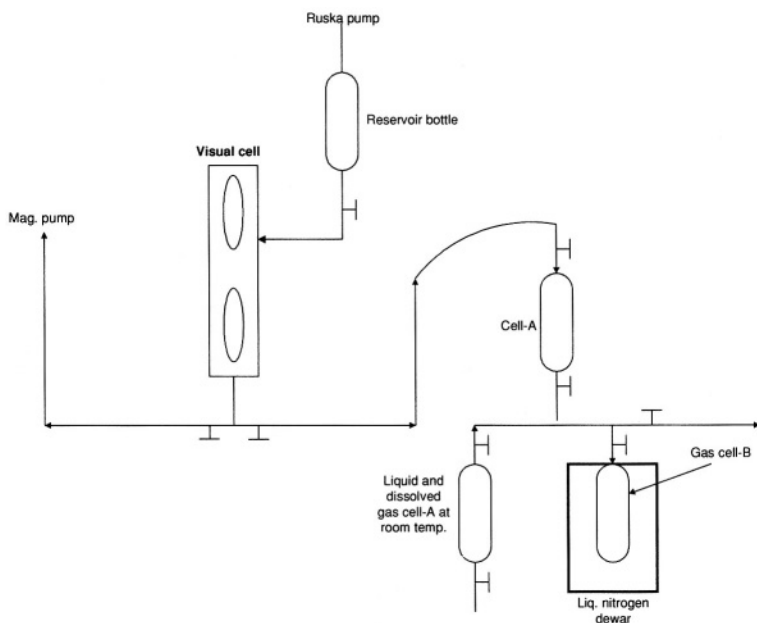 Ruska pump
Reservoir bottle
Visual cell
Mag. pump
Cell-A
Gas cell-B
Liquid and
dissolved
gas cell-A at
room temp.
Liq. nitrogen
dewar